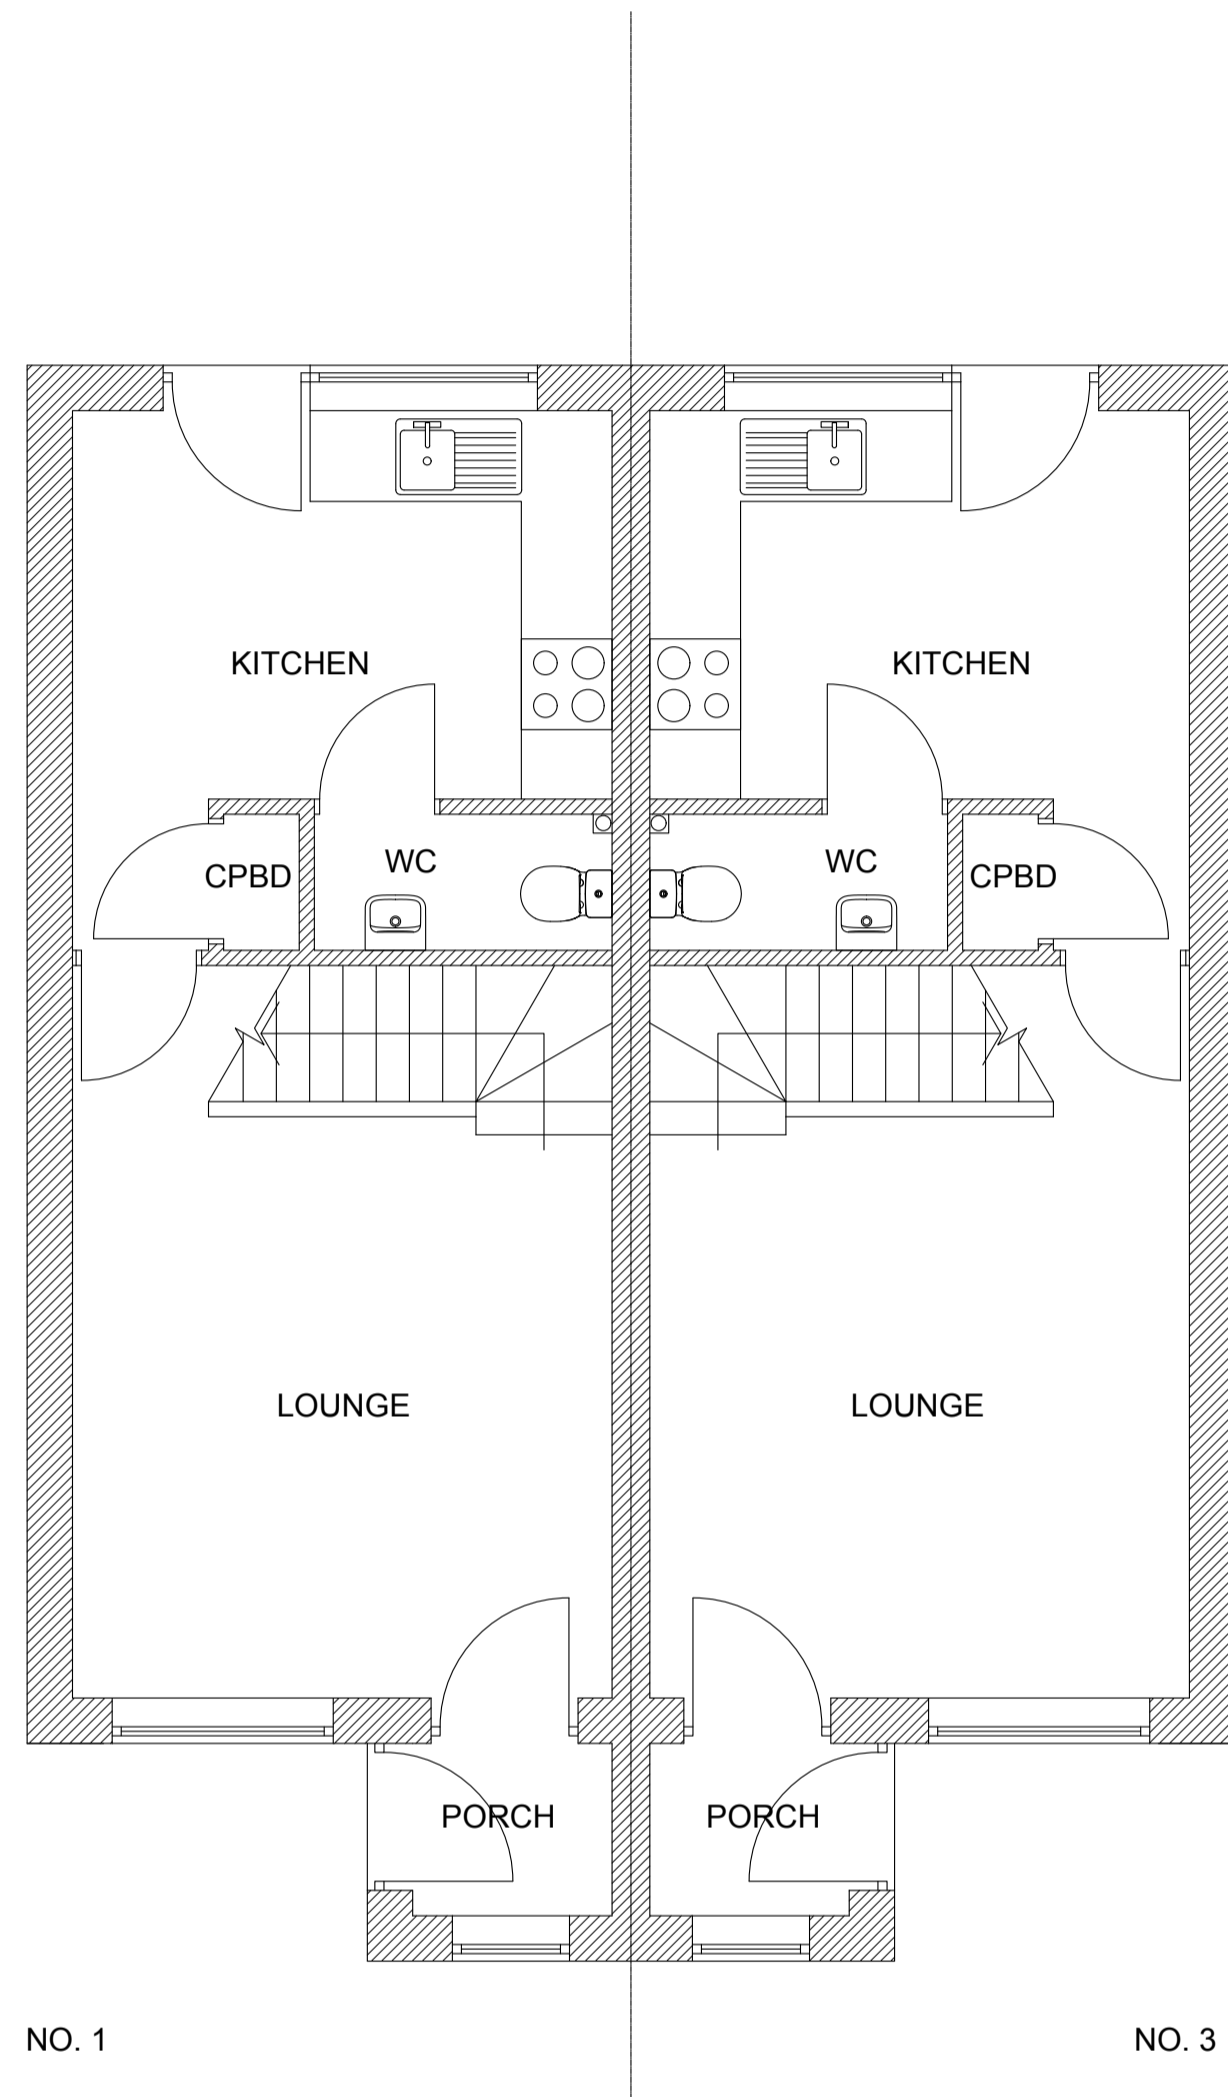 KITCHEN KITCHEN
WC WC
CPBD CPBD
LOUNGE LOUNGE
PORCH PORCH
NO. 1 NO. 3